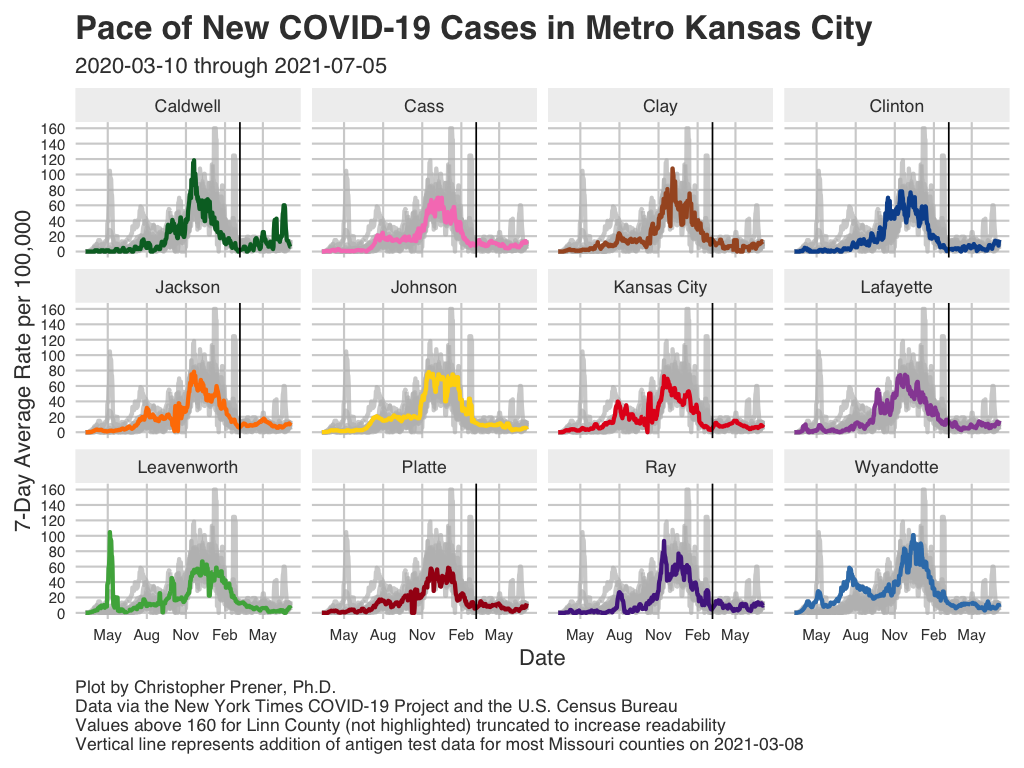 Pace of New COVID-19 Cases in Metro Kansas City
2020-03-10 through 2021-07-05
Caldwell Cass Clay Clinton
160
140
120
100
80
60
40
20
0
Jackson Johnson Kansas City Lafayette
160
140
120
100
80
60
40
20
0
Leavenworth Platte Ray Wyandotte
160
140
120
100
80
60
40
20
0
7-Day Average Rate per 100,000
May Aug Nov Feb May May Aug Nov Feb May May Aug Nov Feb May May Aug Nov Feb May
Date
Plot by Christopher Prener, Ph.D.
Data via the New York Times COVID-19 Project and the U.S. Census Bureau
Values above 160 for Linn County (not highlighted) truncated to increase readability
Vertical line represents addition of antigen test data for most Missouri counties on 2021-03-08